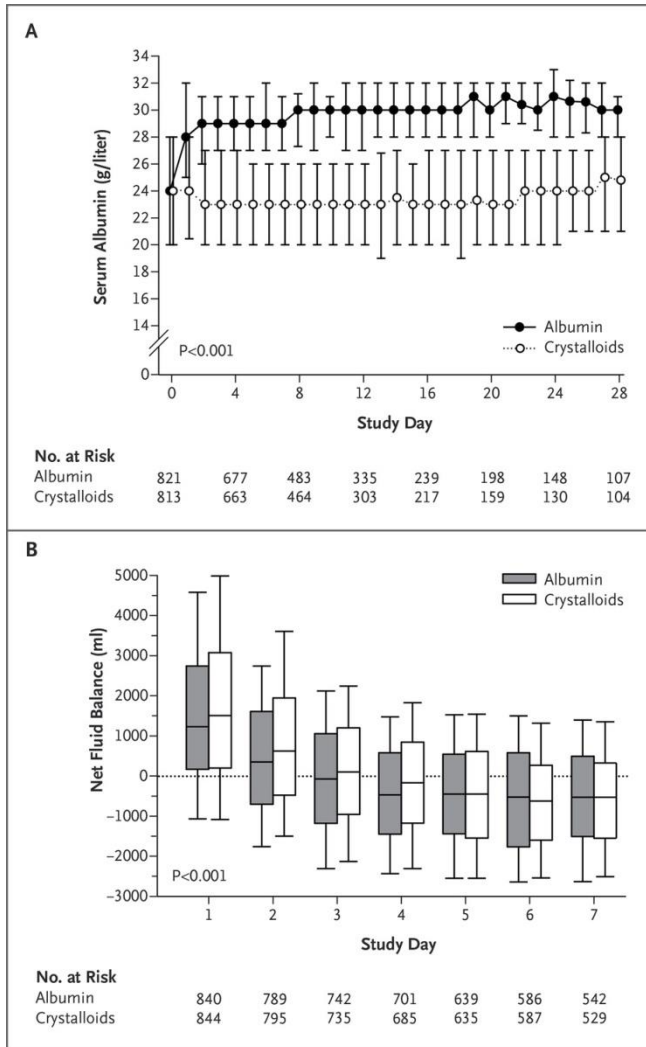 A
34
32
30
28
26
24
22
20
18
16
14
0
Serum Albumin (g/liter)
Albumin
Crystalloids
P<0.001
0 4 8 12 16 20 24 28
Study Day
No. at Risk
Albumin 821 677 483 335 239 198 148 107
Crystalloids 813 663 464 303 217 159 130 104
B
5000
3000
1000
0
−1000
−2000
−3000
Net Fluid Balance (ml)
Albumin
Crystalloids
P<0.001
1 2 3 4 5 6 7
Study Day
No. at Risk
Albumin 840 789 742 701 639 586 542
Crystalloids 844 795 735 685 635 587 529